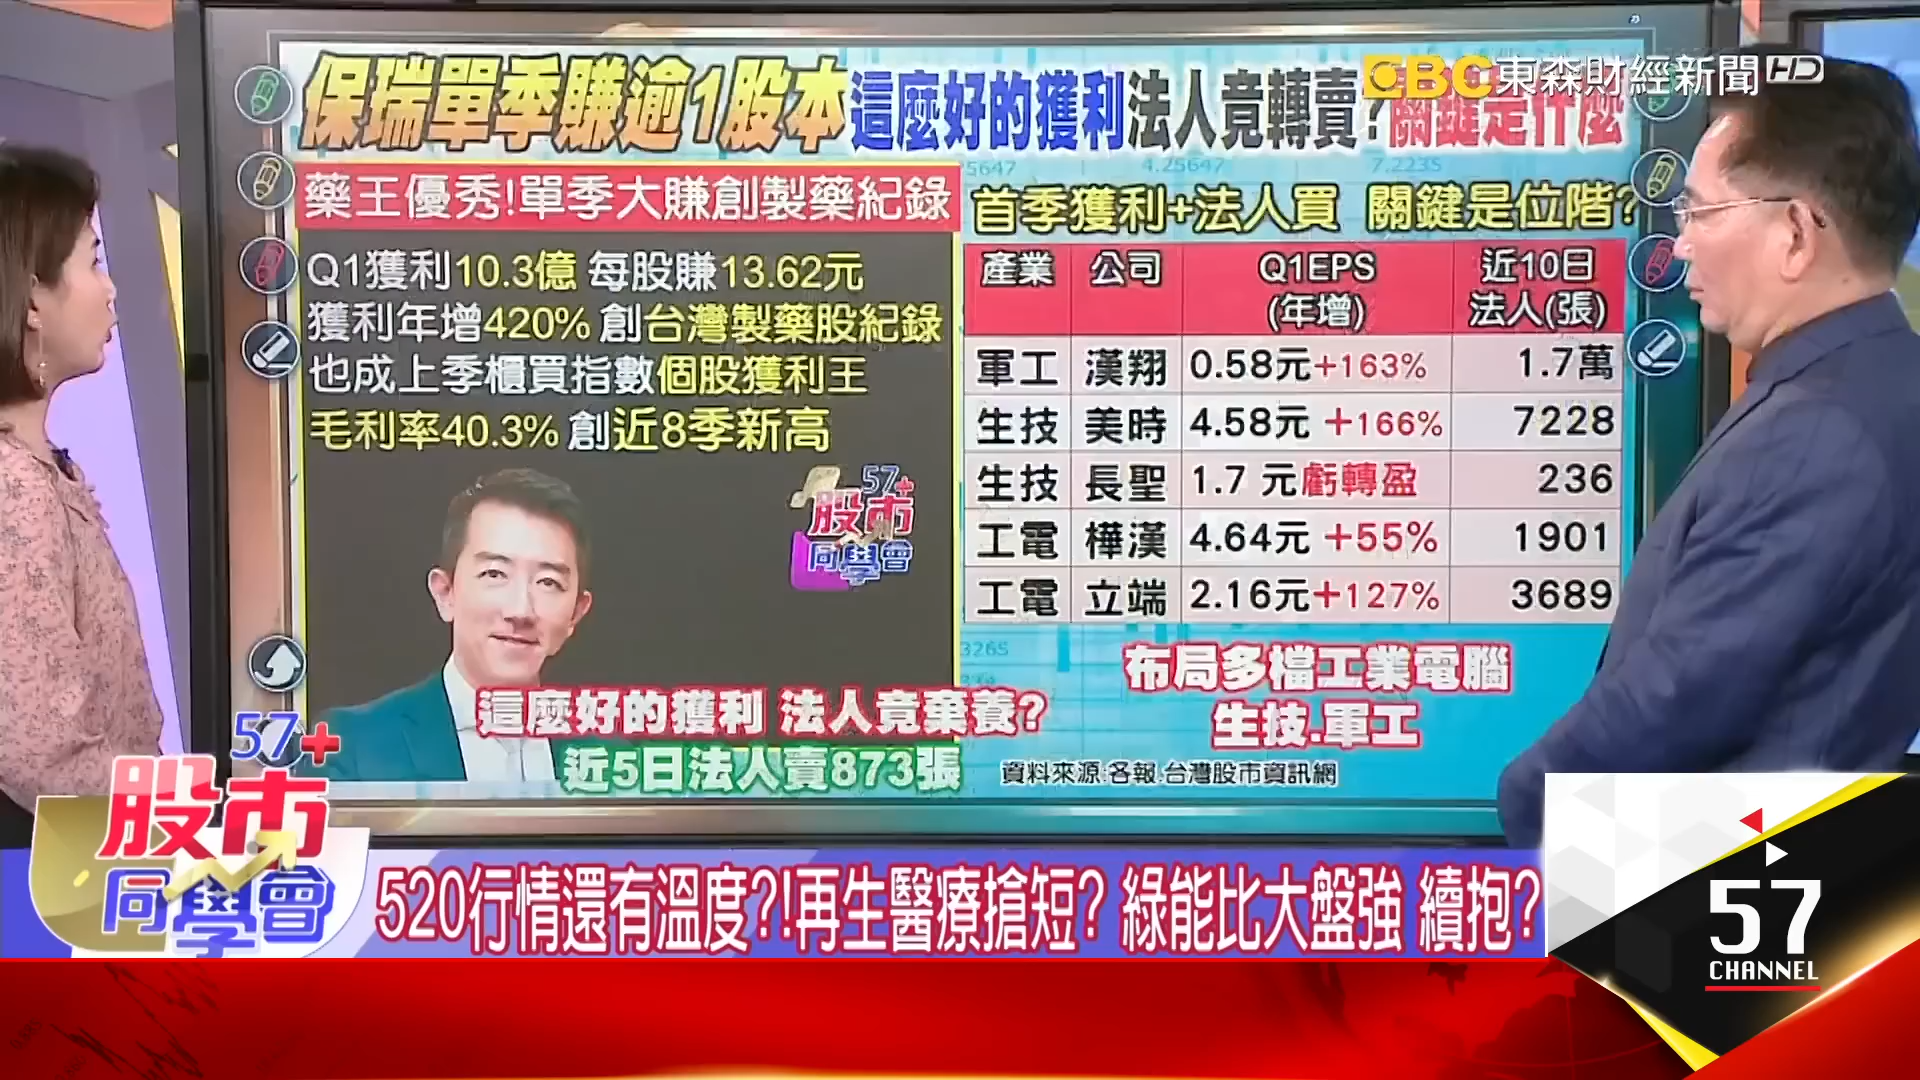 EBC 東森財經新聞 HD
保瑞單季賺逾1股本 這麼好的獲利 法人竟轉賣?關鍵是什麼
藥王優秀!單季大賺創製藥紀錄
Q1獲利10.3億 每股賺13.62元
獲利年增420% 創台灣製藥股紀錄
也成上季櫃買指數個股獲利王
毛利率40.3% 創近8季新高
57+
股市
同學會
這麼好的獲利 法人竟棄養?
近5日法人賣873張
首季獲利+法人買 關鍵是位階?
產業 公司 Q1EPS (年增) 近10日 法人(張)
軍工 漢翔 0.58元+163% 1.7萬
生技 美時 4.58元 +166% 7228
生技 長聖 1.7 元虧轉盈 236
工電 樺漢 4.64元 +55% 1901
工電 立端 2.16元+127% 3689
布局多檔工業電腦
生技.軍工
資料來源:各報.台灣股市資訊網
57+
股市
同學會
520行情還有溫度?!再生醫療搶短? 綠能比大盤強 續抱?
57
CHANNEL